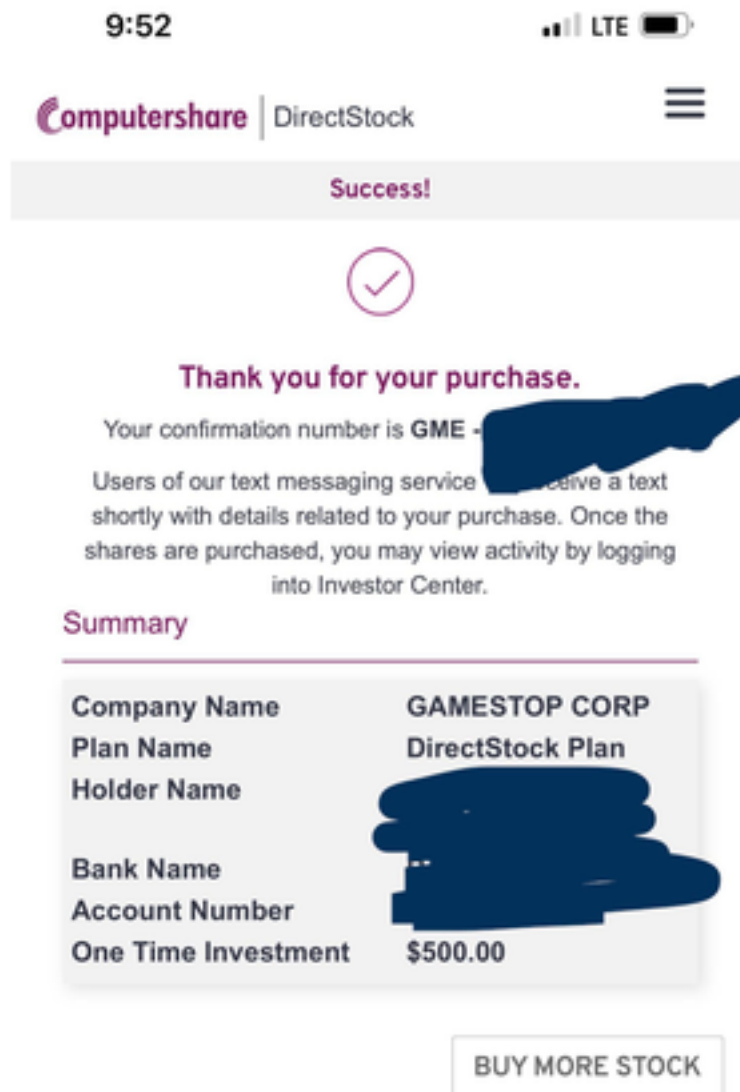 9:52 LTE
Computershare | DirectStock
Success!
Thank you for your purchase.
Your confirmation number is GME -
Users of our text messaging service a text
shortly with details related to your purchase. Once the
shares are purchased, you may view activity by logging
into Investor Center.
Summary
Company Name GAMESTOP CORP
Plan Name DirectStock Plan
Holder Name
Bank Name
Account Number
One Time Investment $500.00
BUY MORE STOCK